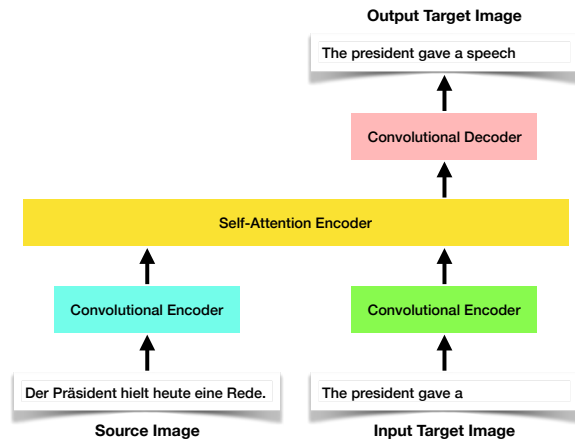 Output Target Image
The president gave a speech
Convolutional Decoder
Self-Attention Encoder
Convolutional Encoder
Convolutional Encoder
Der Präsident hielt heute eine Rede.
The president gave a
Source Image
Input Target Image